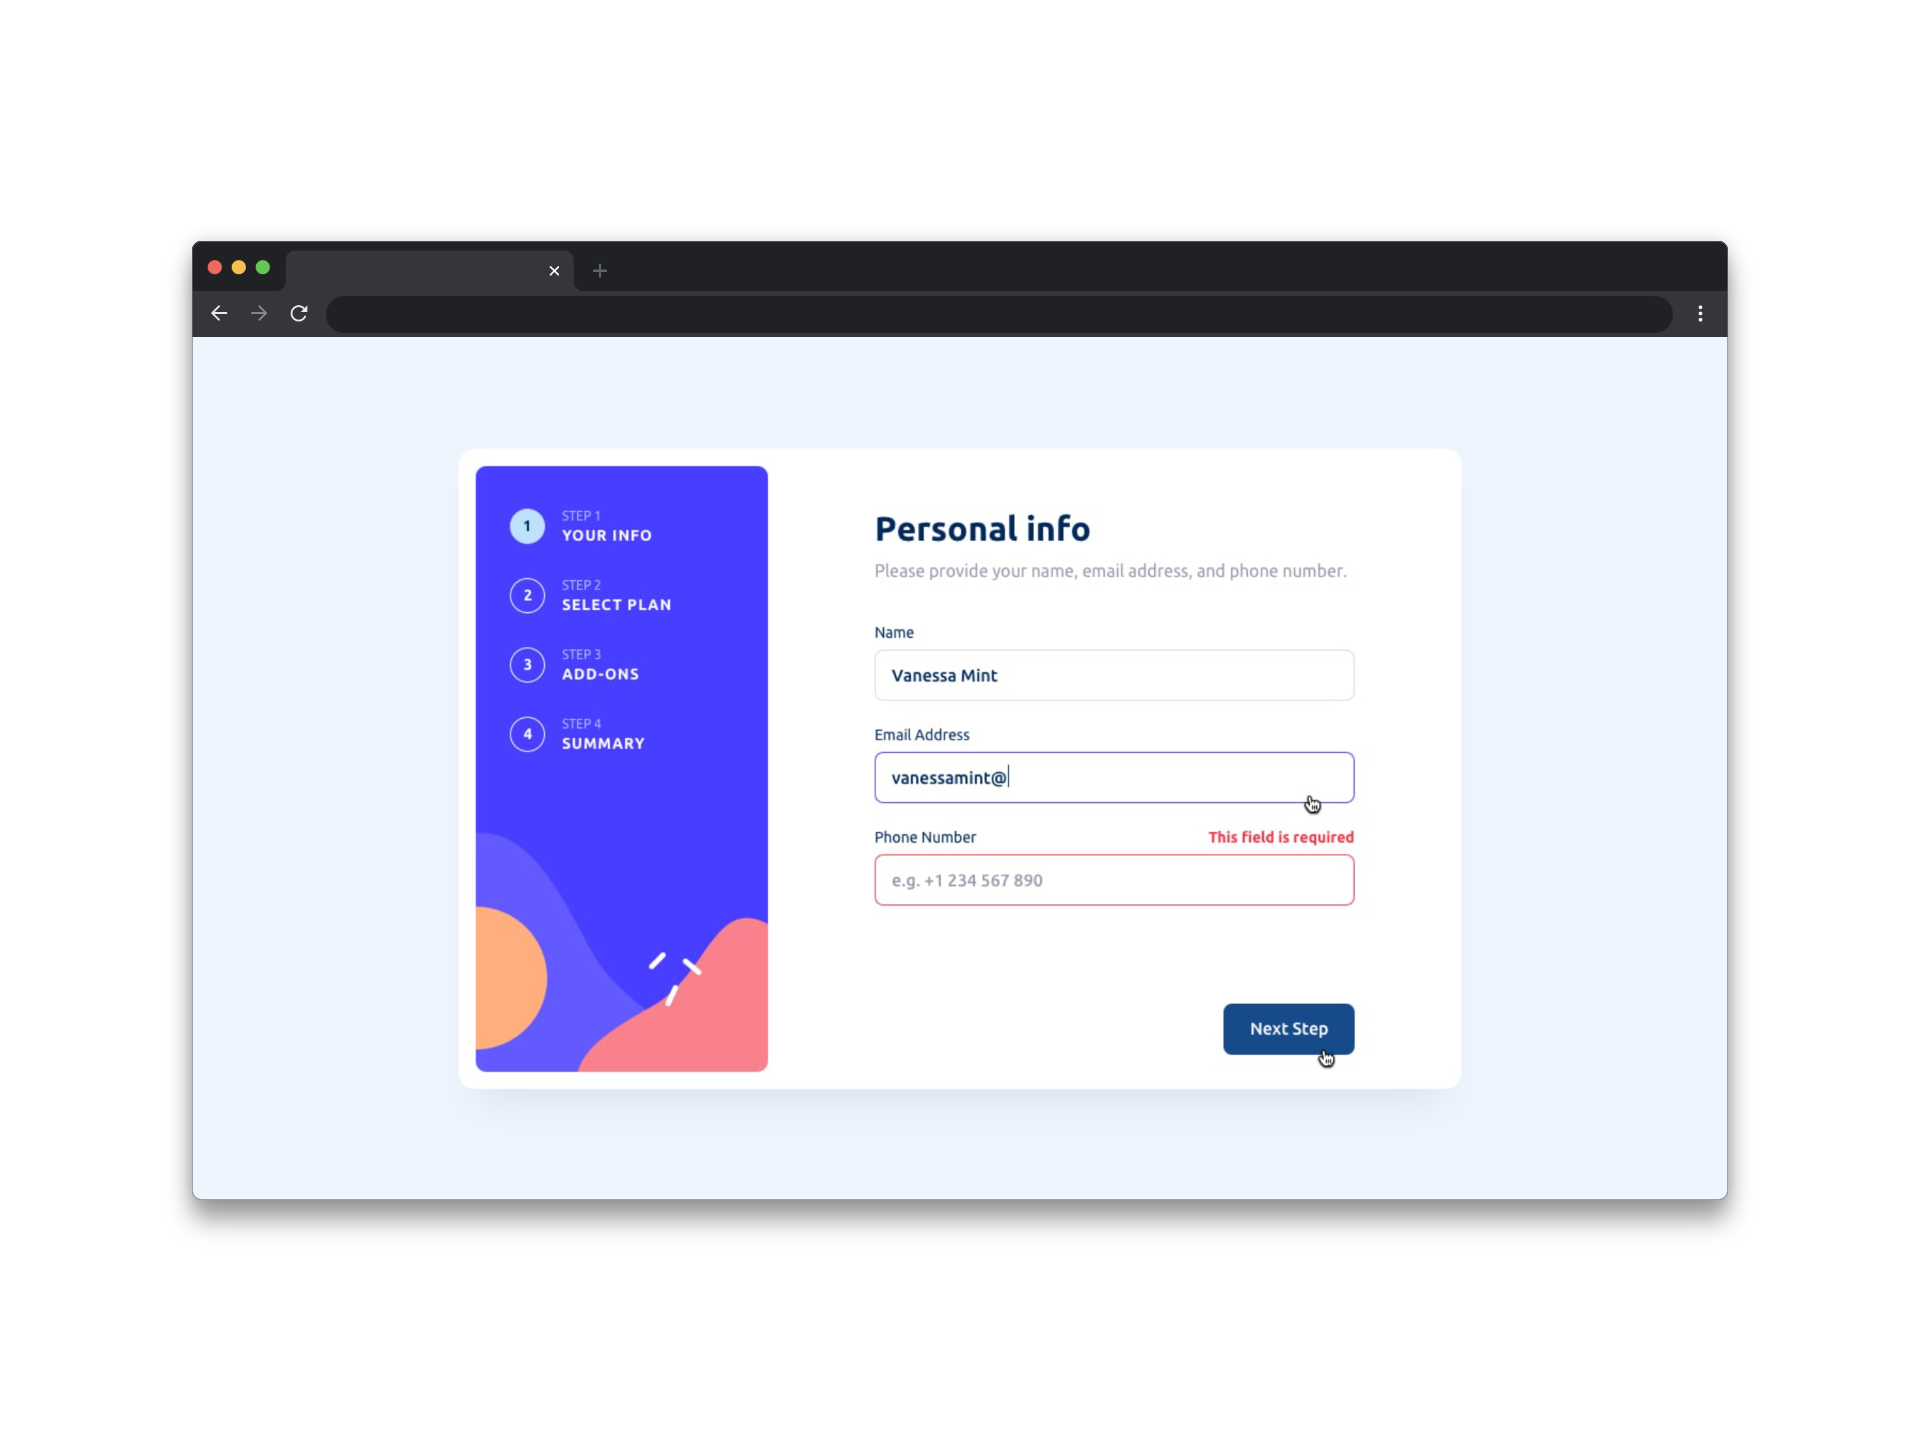 1
STEP 1
YOUR INFO
2
STEP 2
SELECT PLAN
3
STEP 3
ADD-ONS
4
STEP 4
SUMMARY
Personal info
Please provide your name, email address, and phone number.
Name
Vanessa Mint
Email Address
vanessamint@
Phone Number This field is required
e.g. +1 234 567 890
Next Step